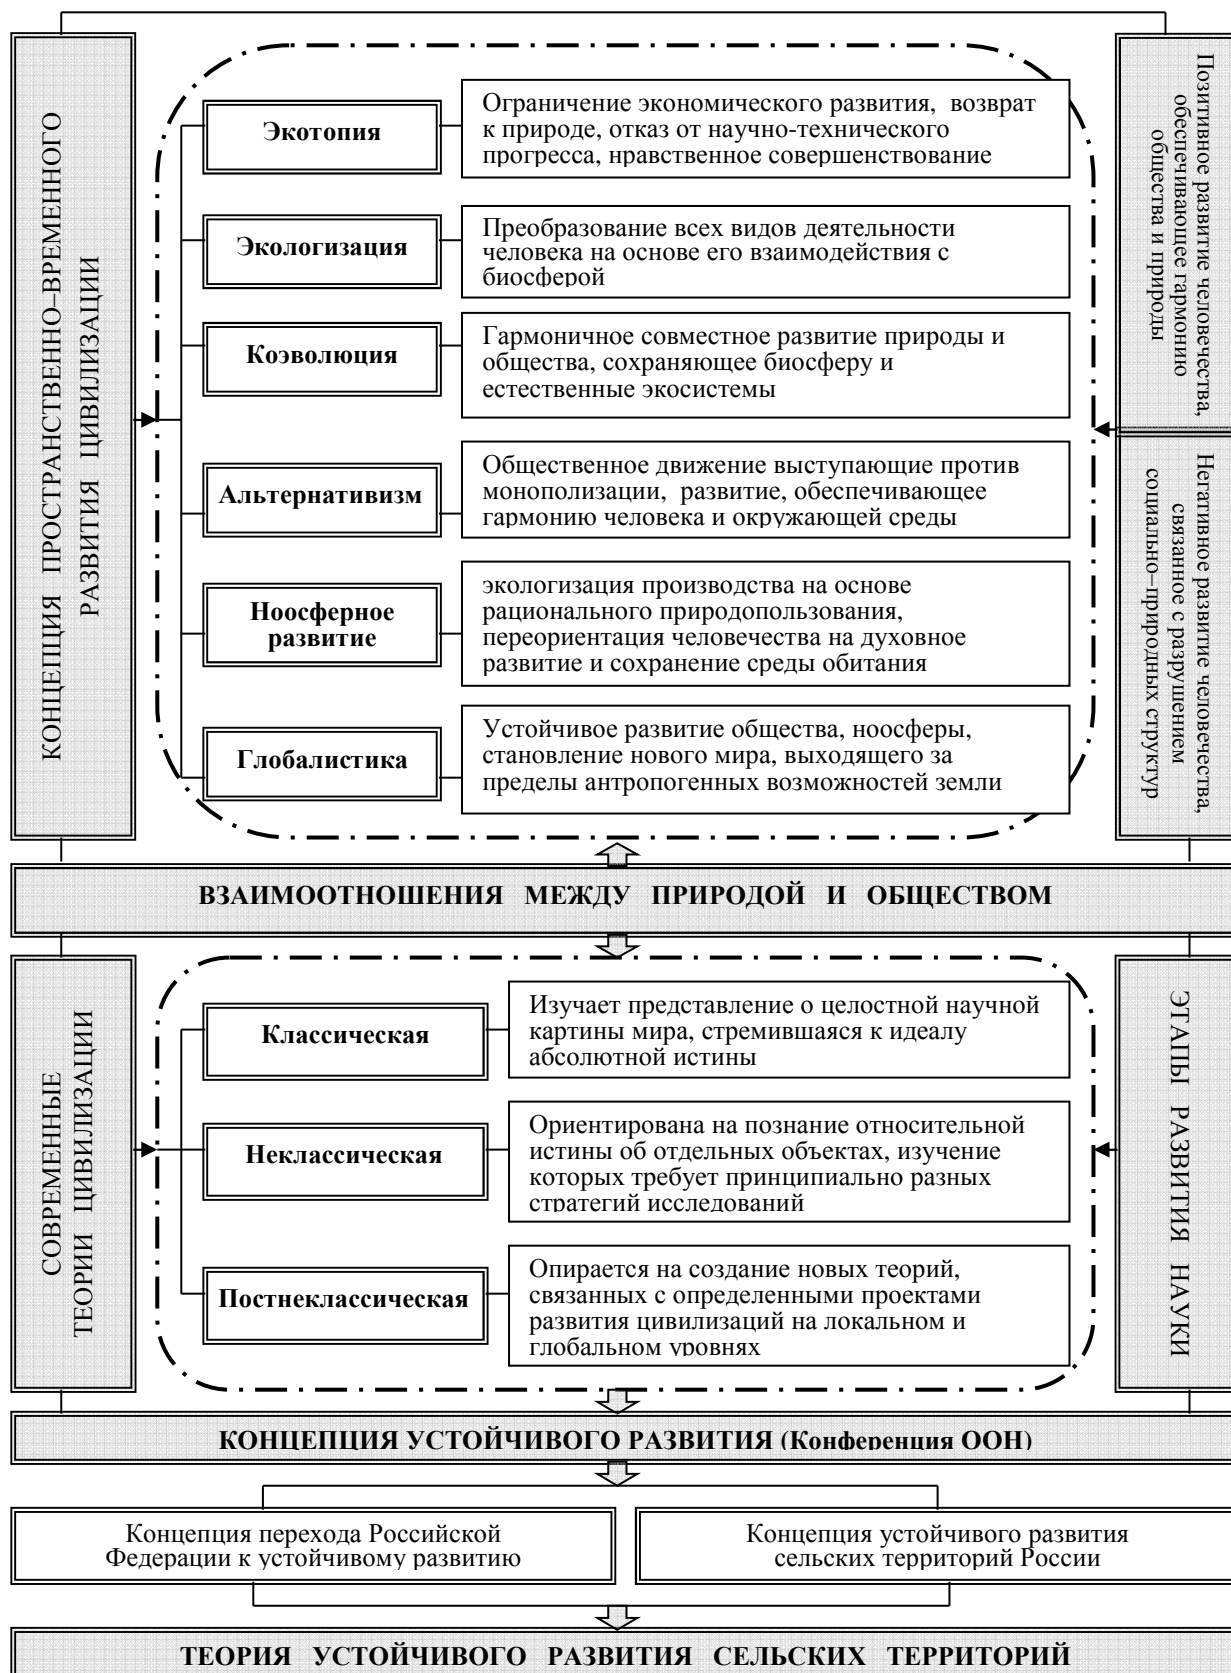 КОНЦЕПЦИЯ ПРОСТРАНСТВЕННО–ВРЕМЕННОГО
РАЗВИТИЯ ЦИВИЛИЗАЦИИ
Экотопия
Ограничение экономического развития, возврат
к природе, отказ от научно-технического
прогресса, нравственное совершенствование
Экологизация
Преобразование всех видов деятельности
человека на основе его взаимодействия с
биосферой
Коэволюция
Гармоничное совместное развитие природы и
общества, сохраняющее биосферу и
естественные экосистемы
Альтернативизм
Общественное движение выступающие против
монополизации, развитие, обеспечивающее
гармонию человека и окружающей среды
Ноосферное
развитие
экологизация производства на основе
рационального природопользования,
переориентация человечества на духовное
развитие и сохранение среды обитания
Глобалистика
Устойчивое развитие общества, ноосферы,
становление нового мира, выходящего за
пределы антропогенных возможностей земли
Позитивное развитие человечества,
обеспечивающее гармонию
общества и природы
Негативное развитие человечества,
связанное с разрушением
социально–природных структур
ВЗАИМООТНОШЕНИЯ МЕЖДУ ПРИРОДОЙ И ОБЩЕСТВОМ
СОВРЕМЕННЫЕ
ТЕОРИИ ЦИВИЛИЗАЦИИ
Классическая
Изучает представление о целостной научной
картины мира, стремившаяся к идеалу
абсолютной истины
Неклассическая
Ориентирована на познание относительной
истины об отдельных объектах, изучение
которых требует принципиально разных
стратегий исследований
Постнеклассическая
Опирается на создание новых теорий,
связанных с определенными проектами
развития цивилизаций на локальном и
глобальном уровнях
ЭТАПЫ РАЗВИТИЯ НАУКИ
КОНЦЕПЦИЯ УСТОЙЧИВОГО РАЗВИТИЯ (Конференция ООН)
Концепция перехода Российской
Федерации к устойчивому развитию
Концепция устойчивого развития
сельских территорий России
ТЕОРИЯ УСТОЙЧИВОГО РАЗВИТИЯ СЕЛЬСКИХ ТЕРРИТОРИЙ